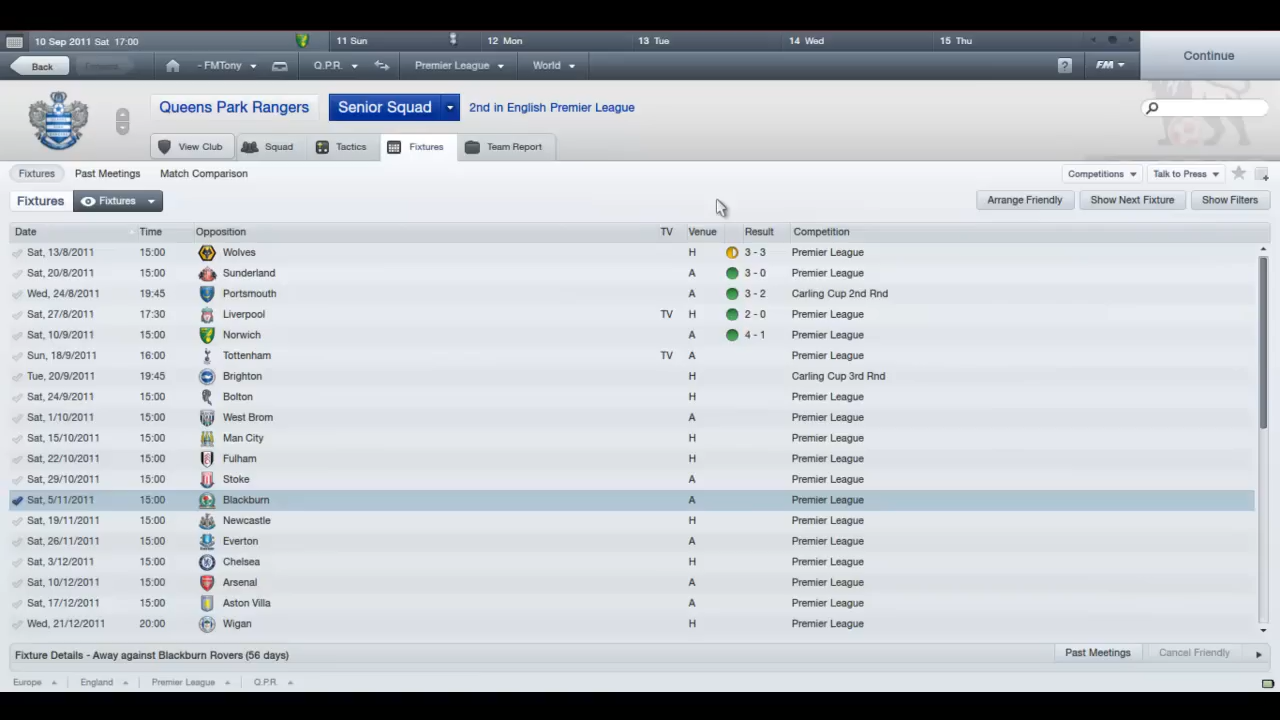 10 Sep 2011 Sat 17:00 11 Sun 12 Mon 13 Tue 14 Wed 15 Thu
Back - FMTony Q.P.R. Premier League World ? FM Continue
Queens Park Rangers Senior Squad 2nd in English Premier League
View Club Squad Tactics Fixtures Team Report
Fixtures Past Meetings Match Comparison Competitions Talk to Press
Fixtures Fixtures Arrange Friendly Show Next Fixture Show Filters
Date Time Opposition TV Venue Result Competition
Sat, 13/8/2011 15:00 Wolves H 3 - 3 Premier League
Sat, 20/8/2011 15:00 Sunderland A 3 - 0 Premier League
Wed, 24/8/2011 19:45 Portsmouth A 3 - 2 Carling Cup 2nd Rnd
Sat, 27/8/2011 17:30 Liverpool TV H 2 - 0 Premier League
Sat, 10/9/2011 15:00 Norwich A 4 - 1 Premier League
Sun, 18/9/2011 16:00 Tottenham TV A Premier League
Tue, 20/9/2011 19:45 Brighton H Carling Cup 3rd Rnd
Sat, 24/9/2011 15:00 Bolton H Premier League
Sat, 1/10/2011 15:00 West Brom A Premier League
Sat, 15/10/2011 15:00 Man City H Premier League
Sat, 22/10/2011 15:00 Fulham H Premier League
Sat, 29/10/2011 15:00 Stoke A Premier League
Sat, 5/11/2011 15:00 Blackburn A Premier League
Sat, 19/11/2011 15:00 Newcastle H Premier League
Sat, 26/11/2011 15:00 Everton A Premier League
Sat, 3/12/2011 15:00 Chelsea H Premier League
Sat, 10/12/2011 15:00 Arsenal A Premier League
Sat, 17/12/2011 15:00 Aston Villa A Premier League
Wed, 21/12/2011 20:00 Wigan H Premier League
Fixture Details - Away against Blackburn Rovers (56 days) Past Meetings Cancel Friendly
Europe England Premier League Q.P.R.